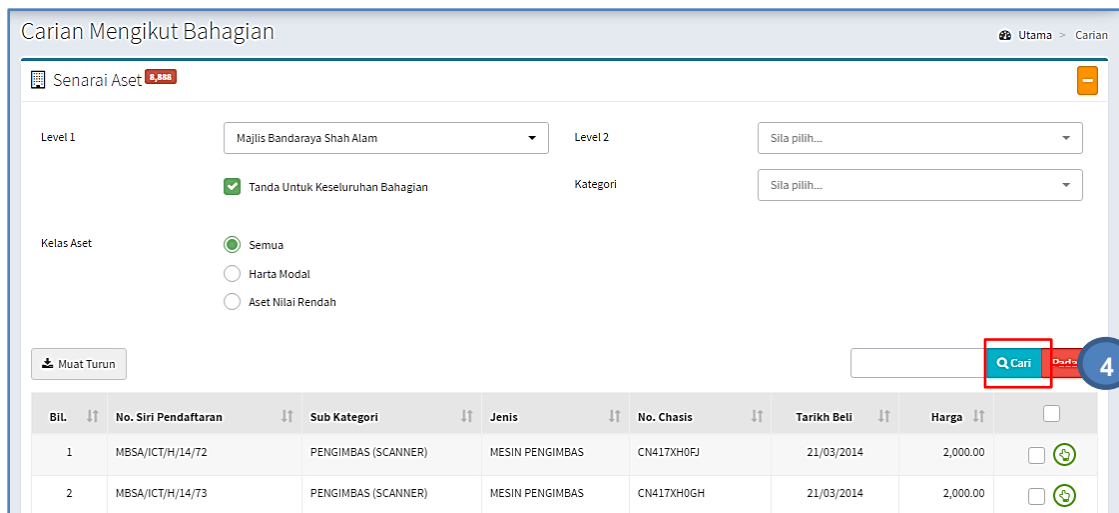 Carian Mengikut Bahagian
Utama > Carian
Senarai Aset 8,888
Level 1 Majlis Bandaraya Shah Alam Level 2 Sila pilih...
Tanda Untuk Keseluruhan Bahagian Kategori Sila pilih...
Kelas Aset Semua
Harta Modal
Aset Nilai Rendah
Muat Turun Cari 4
Bil. No. Siri Pendaftaran Sub Kategori Jenis No. Chasis Tarikh Beli Harga
1 MBSA/ICT/H/14/72 PENGIMBAS (SCANNER) MESIN PENGIMBAS CN417XH0FJ 21/03/2014 2,000.00
2 MBSA/ICT/H/14/73 PENGIMBAS (SCANNER) MESIN PENGIMBAS CN417XH0GH 21/03/2014 2,000.00